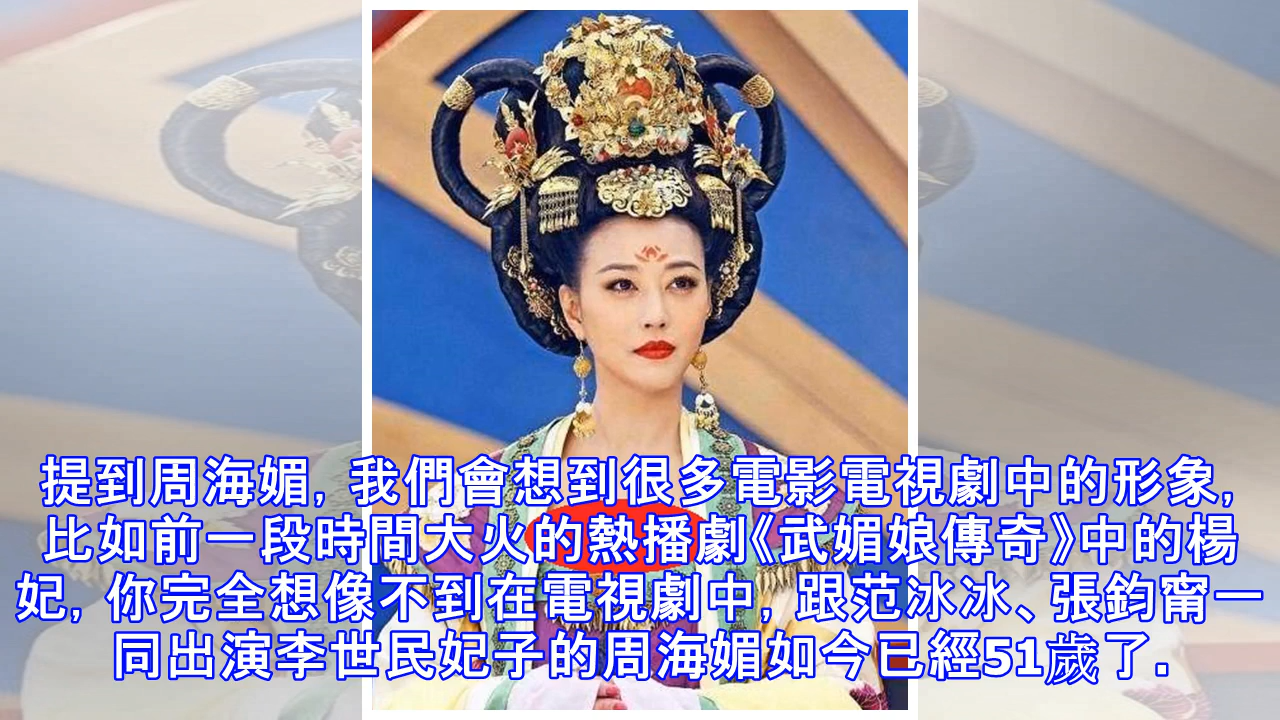 提到周海媚, 我們會想到很多電影電視劇中的形象,
比如前一段時間大火的熱播劇《武媚娘傳奇》中的楊
妃, 你完全想像不到在電視劇中, 跟范冰冰、張鈞甯一
同出演李世民妃子的周海媚如今已經51歲了.